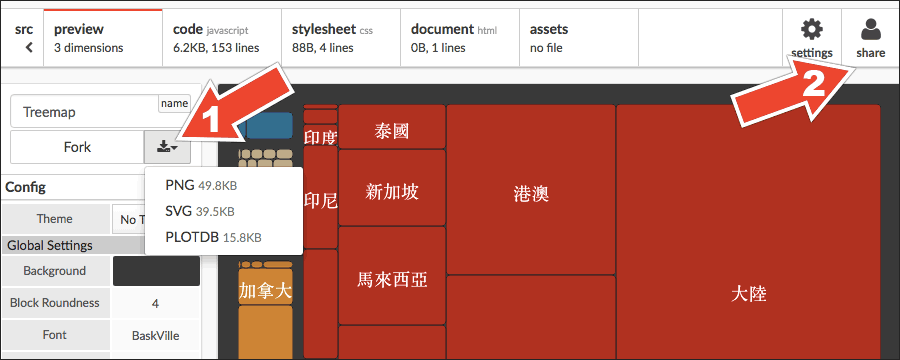 src preview code javascript stylesheet css document html assets
3 dimensions 6.2KB, 153 lines 88B, 4 lines 0B, 1 lines no file
settings share
2
name
Treemap
1
Fork
PNG 49.8KB
SVG 39.5KB
PLOTDB 15.8KB
Config
Theme No T
Global Settings
Background
Block Roundness 4
Font BaskVille
印度
泰國
印尼
新加坡
港澳
馬來西亞
加拿大
大陸